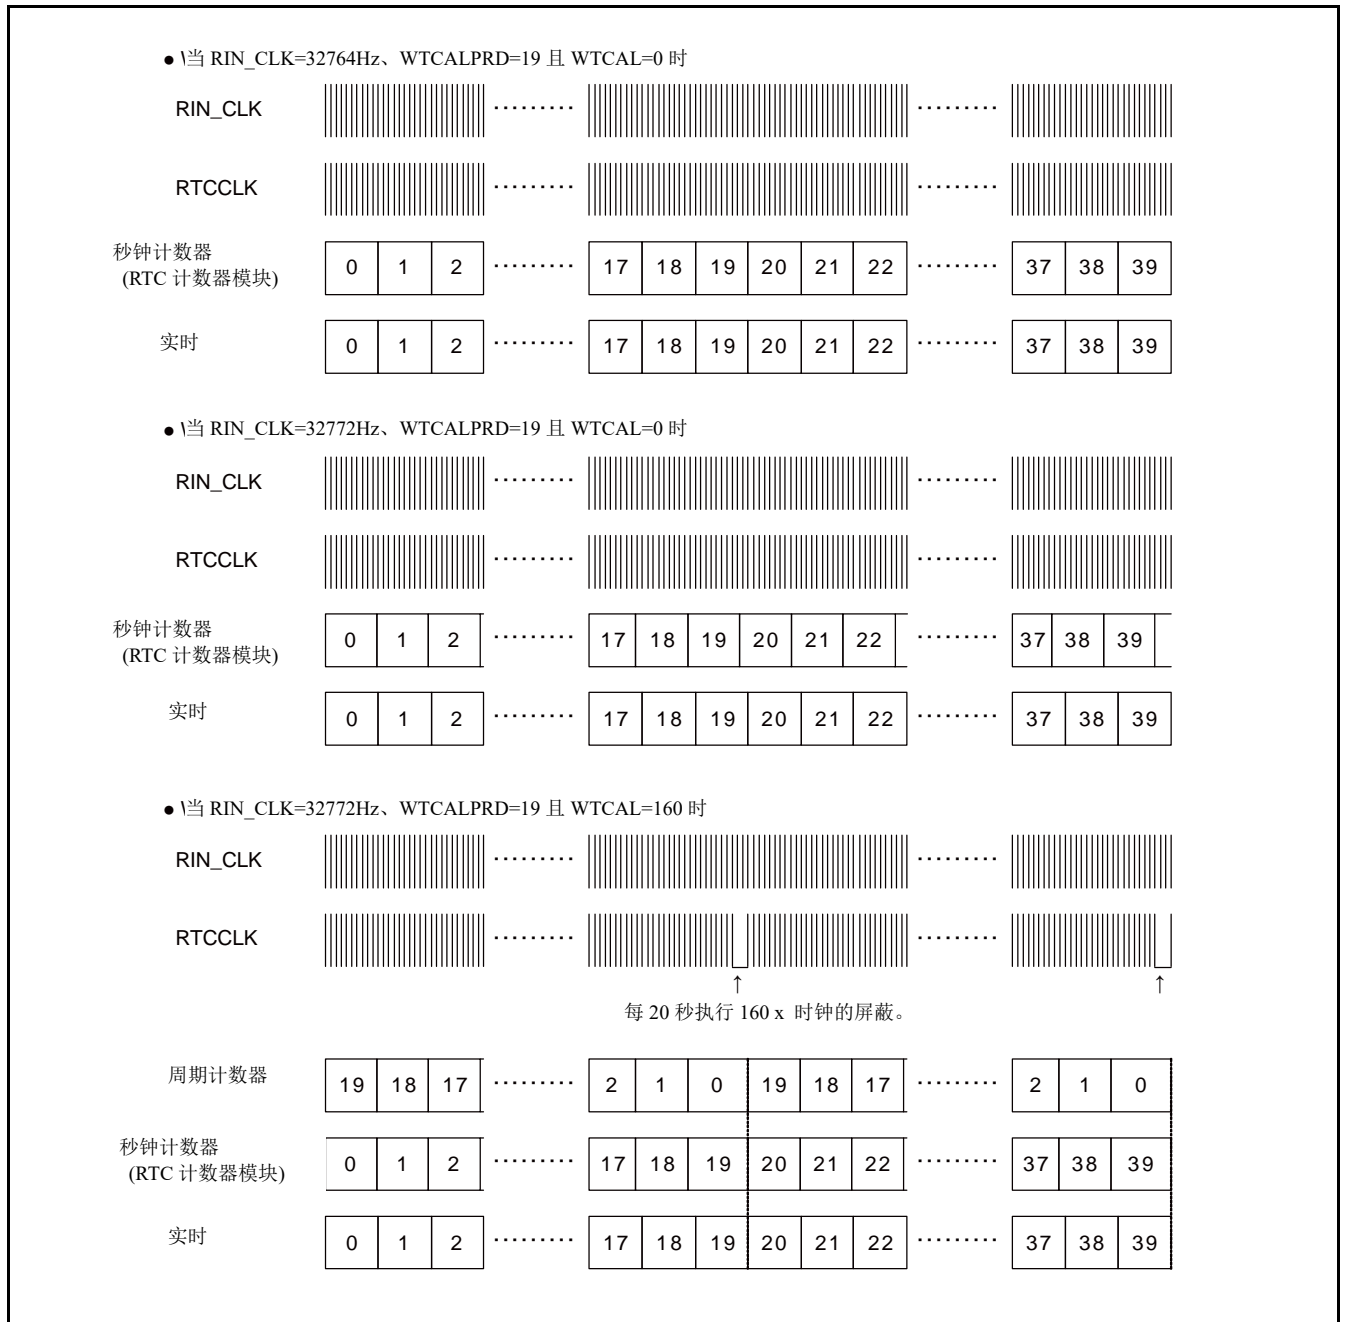 ● \当 RIN_CLK=32764Hz、WTCALPRD=19 且 WTCAL=0 时
RIN_CLK ......... .........
RTCCLK ......... .........
秒钟计数器
(RTC 计数器模块)
0 1 2 ......... 17 18 19 20 21 22 ......... 37 38 39
实时 0 1 2 ......... 17 18 19 20 21 22 ......... 37 38 39
● \当 RIN_CLK=32772Hz、WTCALPRD=19 且 WTCAL=0 时
RIN_CLK ......... .........
RTCCLK ......... .........
秒钟计数器
(RTC 计数器模块)
0 1 2 ......... 17 18 19 20 21 22 ......... 37 38 39
实时 0 1 2 ......... 17 18 19 20 21 22 ......... 37 38 39
● \当 RIN_CLK=32772Hz、WTCALPRD=19 且 WTCAL=160 时
RIN_CLK ......... .........
RTCCLK ......... .........
↑ ↑
每 20 秒执行 160 x 时钟的屏蔽。
周期计数器 19 18 17 ......... 2 1 0 19 18 17 ......... 2 1 0
秒钟计数器
(RTC 计数器模块)
0 1 2 ......... 17 18 19 20 21 22 ......... 37 38 39
实时 0 1 2 ......... 17 18 19 20 21 22 ......... 37 38 39